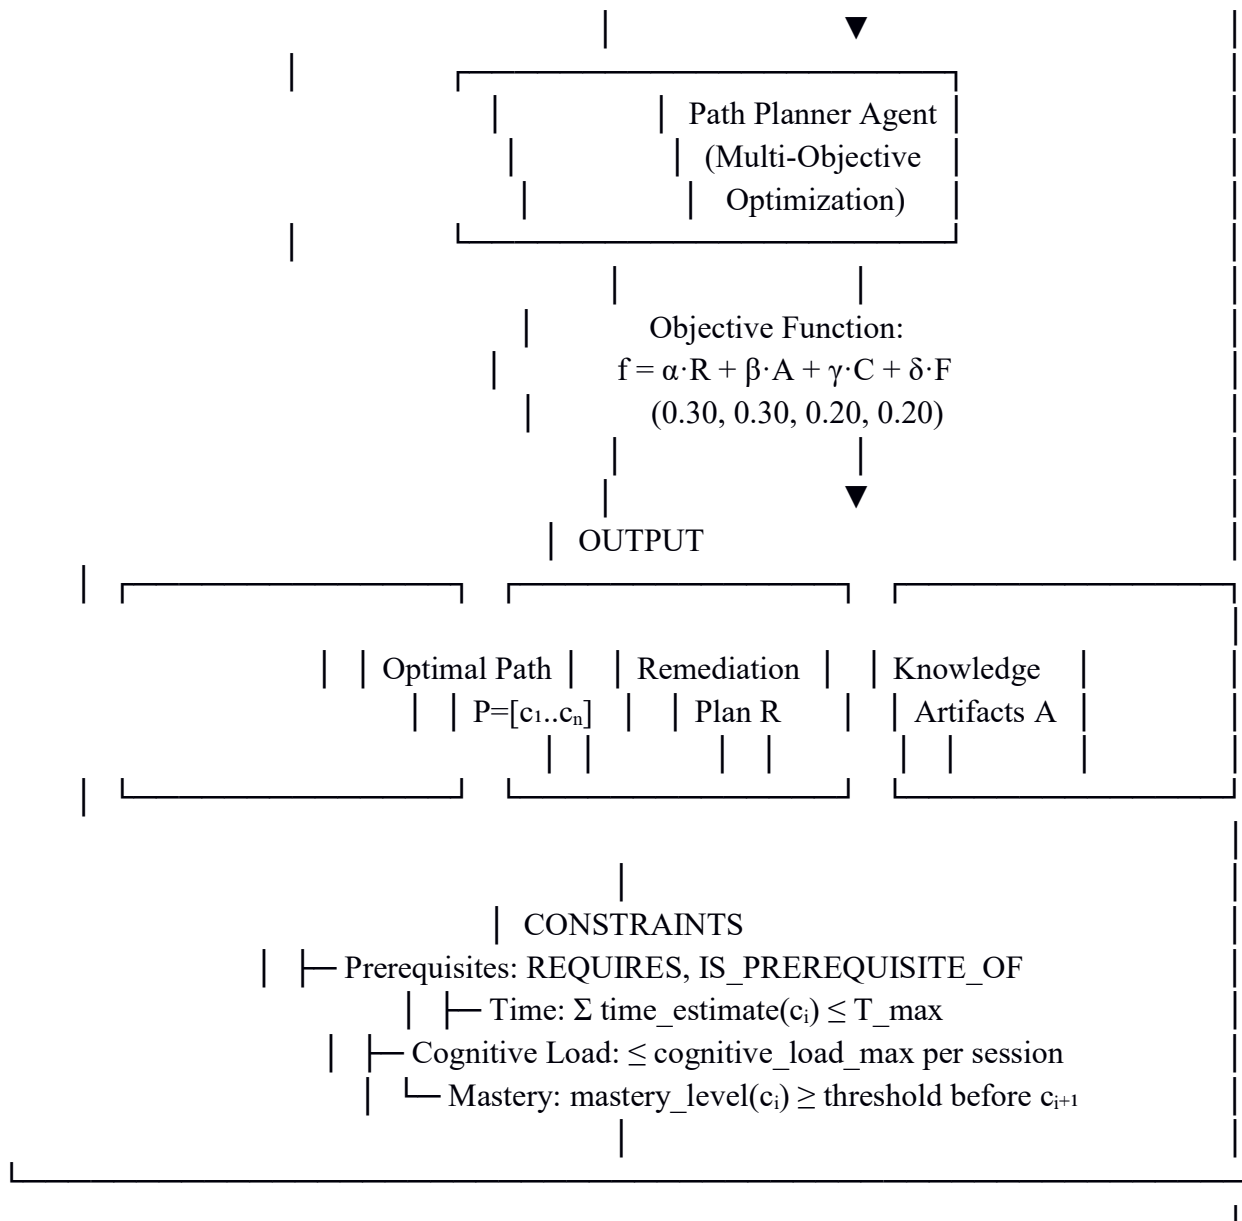 Path Planner Agent
(Multi-Objective
Optimization)
Objective Function:
f = α·R + β·A + γ·C + δ·F
(0.30, 0.30, 0.20, 0.20)
OUTPUT
Optimal Path Remediation Knowledge
P=[c₁..cₙ] Plan R Artifacts A
CONSTRAINTS
Prerequisites: REQUIRES, IS_PREREQUISITE_OF
Time: Σ time_estimate(cᵢ) ≤ T_max
Cognitive Load: ≤ cognitive_load_max per session
Mastery: mastery_level(cᵢ) ≥ threshold before cᵢ₊₁